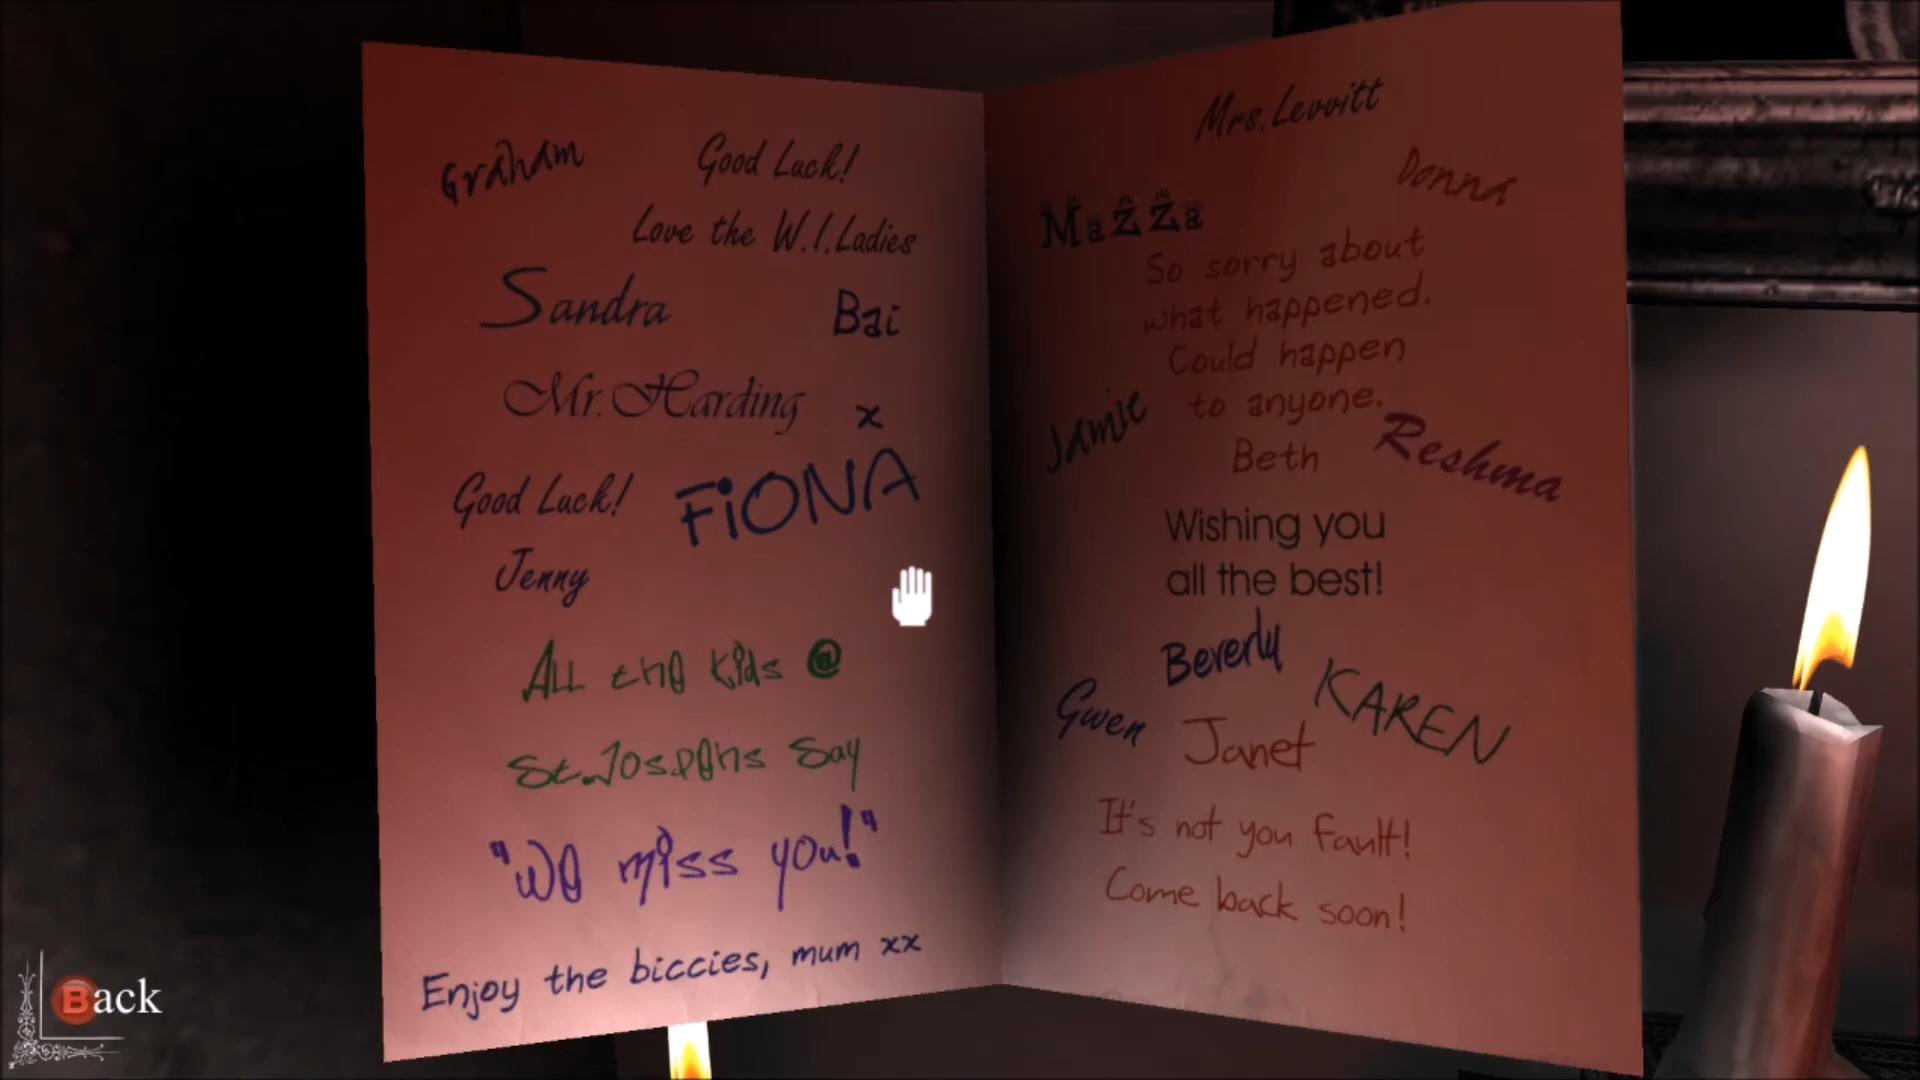 Graham
Good Luck!
Love the W.I. Ladies
Sandra
Bai
Mr. Harding
x
Good Luck!
FiONA
Jenny
All the kids @
St. Josephs Say
"We miss you!"
Enjoy the biccies, mum xx
Mrs. Levvitt
Donna
Mazza
So sorry about
what happened.
Could happen
to anyone.
Beth
Jamie
Reshma
Wishing you
all the best!
Beverly
Gwen
KAREN
Janet
It's not you fault!
Come back soon!
Back